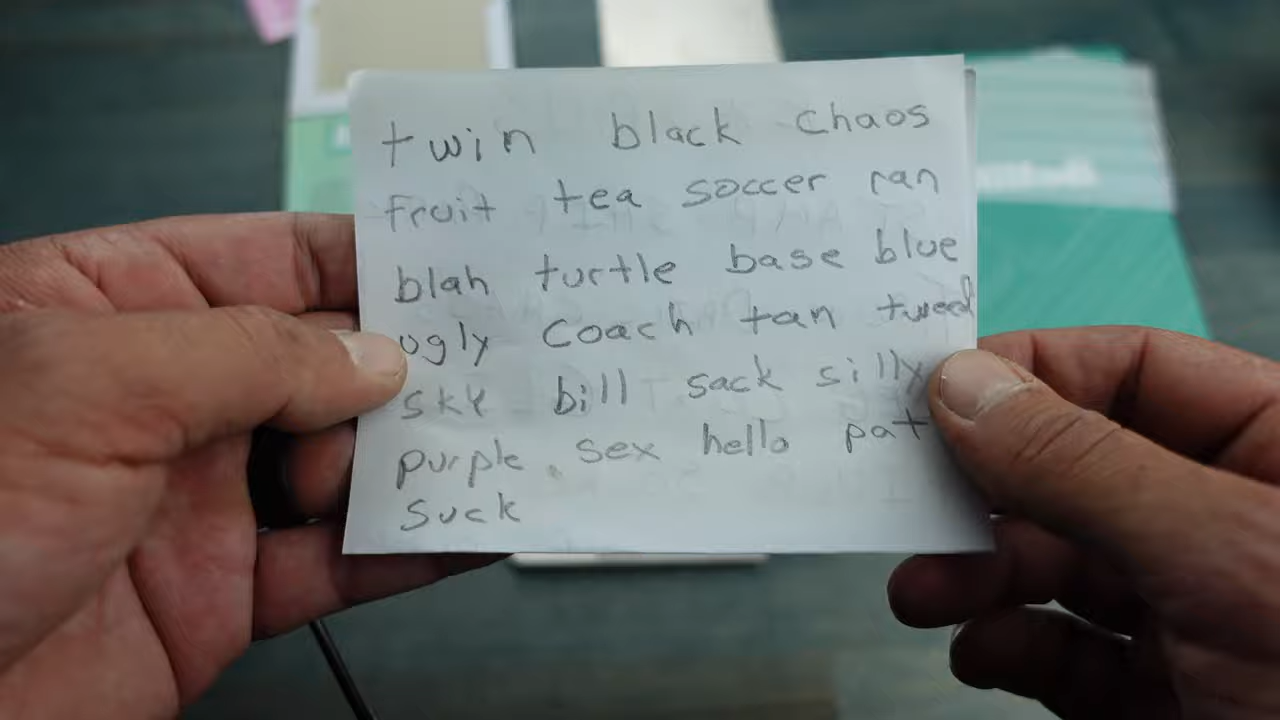 twin black chaos
fruit tea soccer ran
blah turtle base blue
ugly coach tan tweed
sky bill sack silly
purple sex hello pat
suck